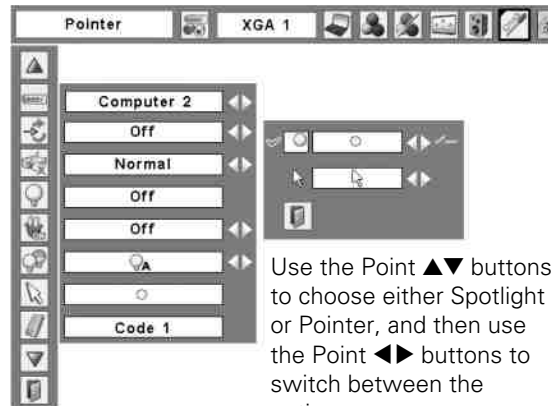 Pointer XGA 1
Computer 2
Off
Normal
Off
Off
A
Code 1
Use the Point ▲▼ buttons
to choose either Spotlight
or Pointer, and then use
the Point ◀▶ buttons to
switch between the